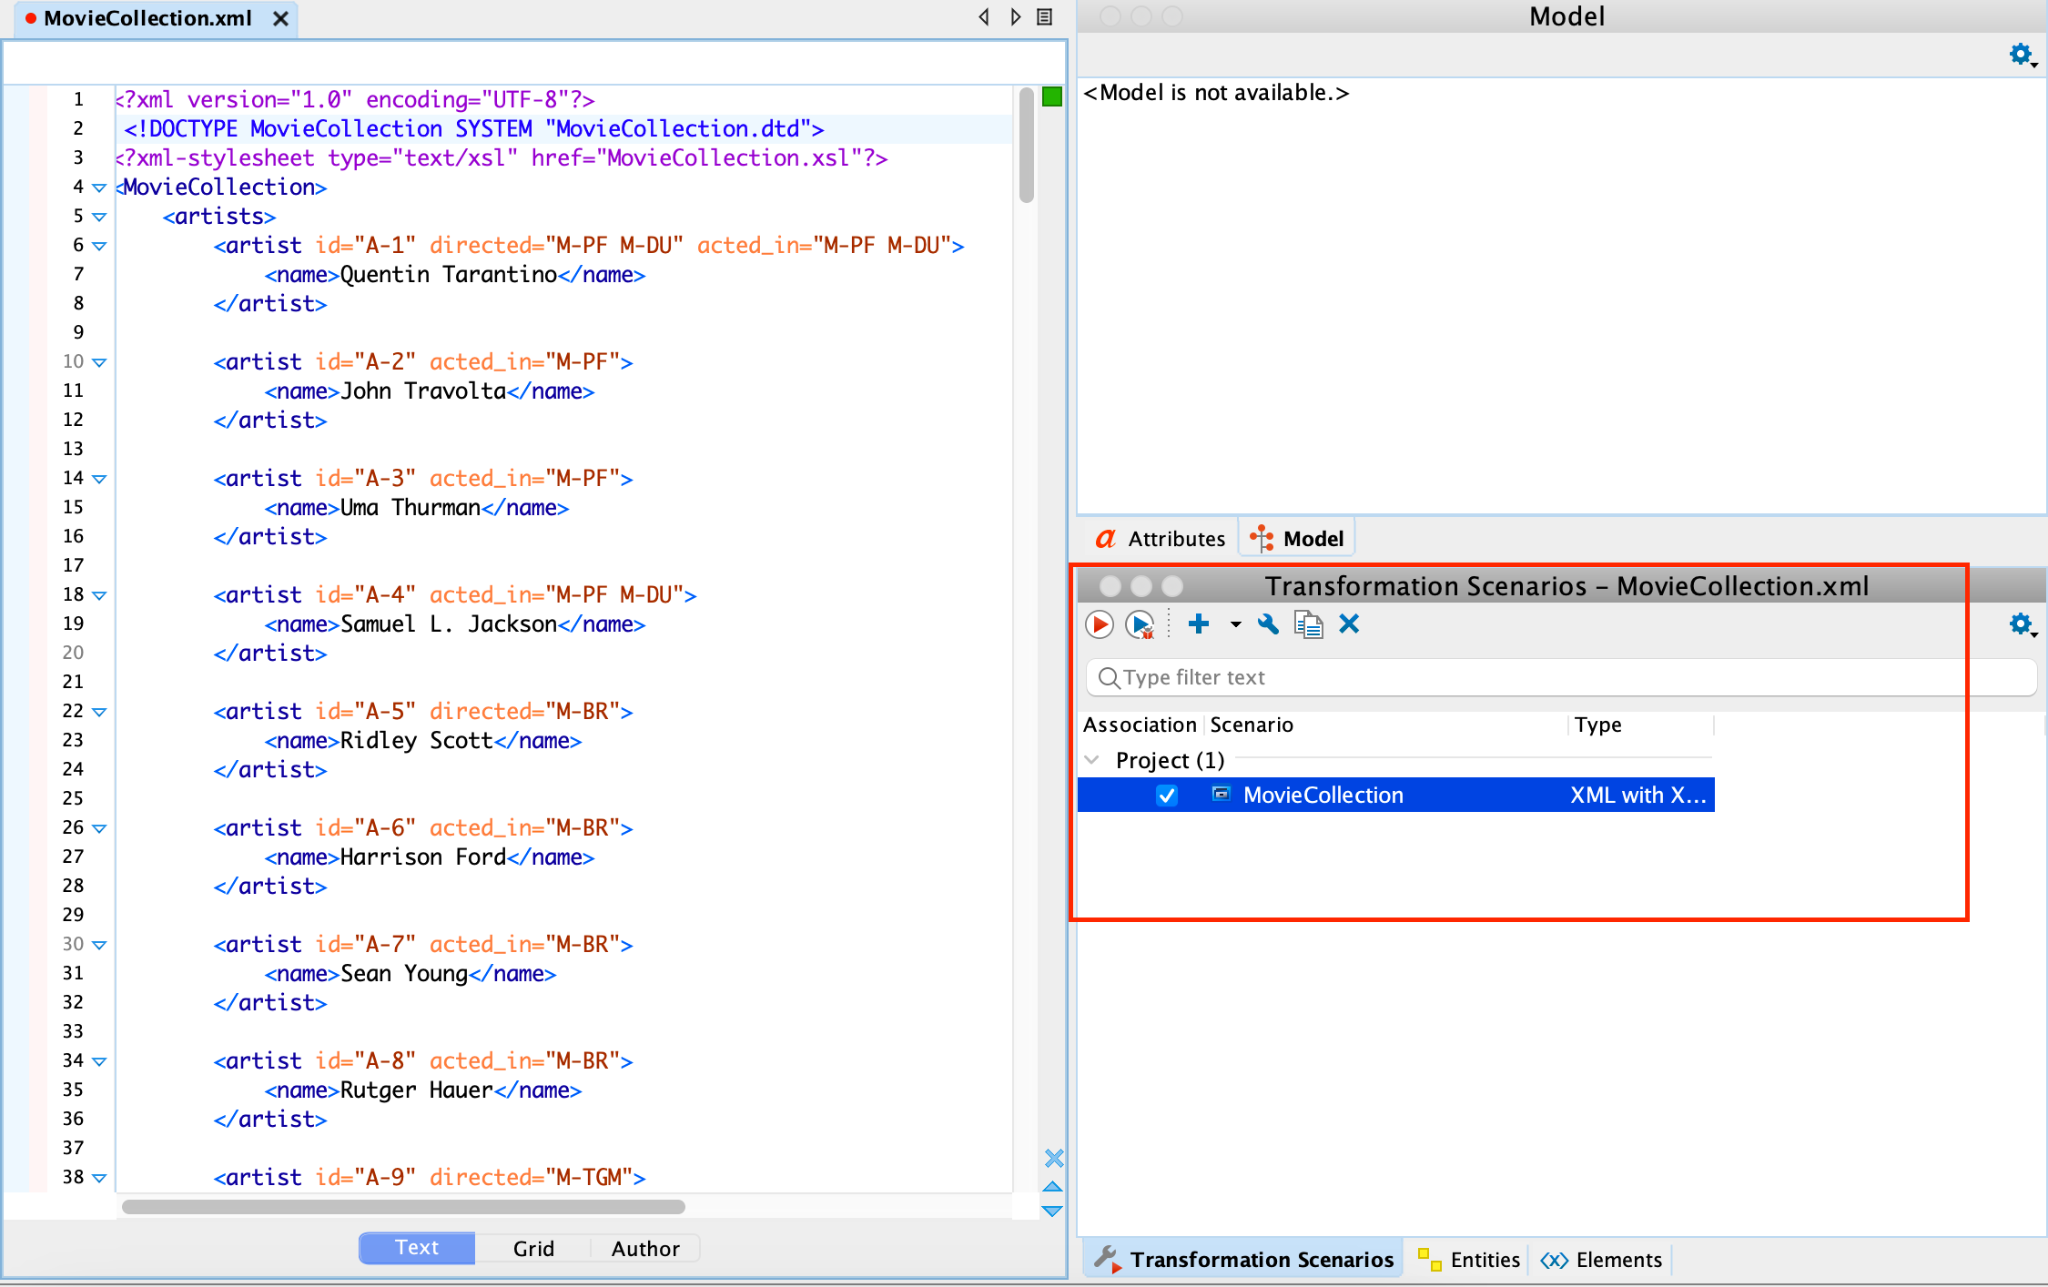 MovieCollection.xml
1 <?xml version="1.0" encoding="UTF-8"?>
2 <!DOCTYPE MovieCollection SYSTEM "MovieCollection.dtd">
3 <?xml-stylesheet type="text/xsl" href="MovieCollection.xsl"?>
4 <MovieCollection>
5 <artists>
6 <artist id="A-1" directed="M-PF M-DU" acted_in="M-PF M-DU">
7 <name>Quentin Tarantino</name>
8 </artist>
9
10 <artist id="A-2" acted_in="M-PF">
11 <name>John Travolta</name>
12 </artist>
13
14 <artist id="A-3" acted_in="M-PF">
15 <name>Uma Thurman</name>
16 </artist>
17
18 <artist id="A-4" acted_in="M-PF M-DU">
19 <name>Samuel L. Jackson</name>
20 </artist>
21
22 <artist id="A-5" directed="M-BR">
23 <name>Ridley Scott</name>
24 </artist>
25
26 <artist id="A-6" acted_in="M-BR">
27 <name>Harrison Ford</name>
28 </artist>
29
30 <artist id="A-7" acted_in="M-BR">
31 <name>Sean Young</name>
32 </artist>
33
34 <artist id="A-8" acted_in="M-BR">
35 <name>Rutger Hauer</name>
36 </artist>
37
38 <artist id="A-9" directed="M-TGM">
Text Grid Author
Model
<Model is not available.>
a Attributes Model
Transformation Scenarios – MovieCollection.xml
Type filter text
Association Scenario Type
Project (1)
MovieCollection XML with X...
Transformation Scenarios Entities <x> Elements